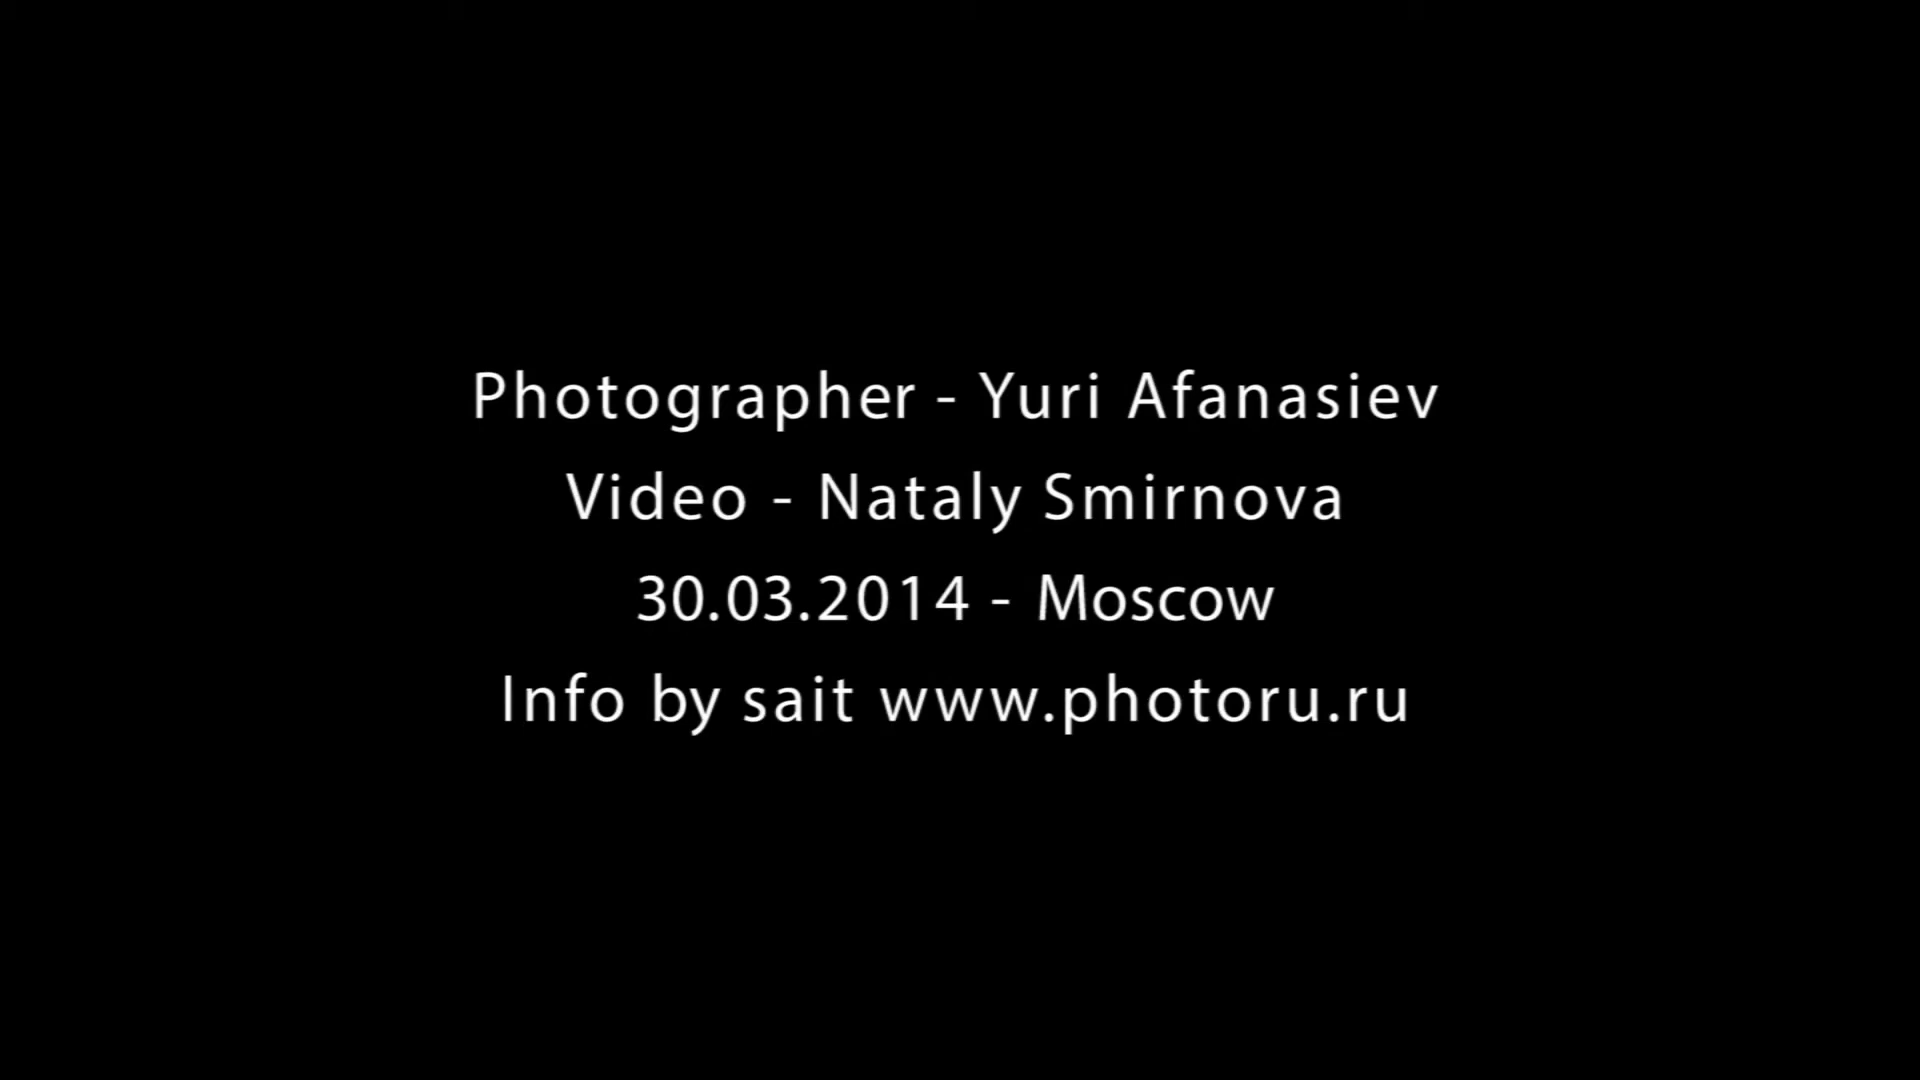 Photographer - Yuri Afanasiev
Video - Nataly Smirnova
30.03.2014 - Moscow
Info by sait www.photoru.ru